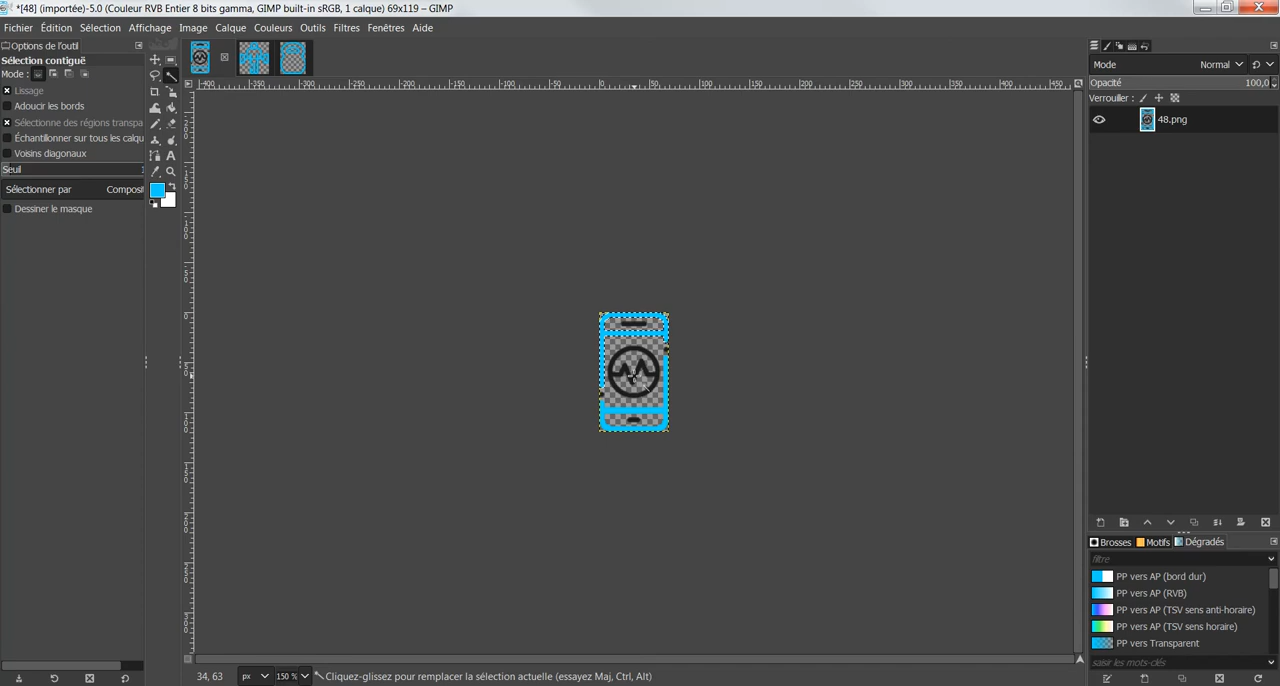 *[48] (importée)-5.0 (Couleur RVB Entier 8 bits gamma, GIMP built-in sRGB, 1 calque) 69x119 – GIMP
Fichier Édition Sélection Affichage Image Calque Couleurs Outils Filtres Fenêtres Aide
Options de l'outil
Sélection contiguë
Mode :
Lissage
Adoucir les bords
Sélectionne des régions transpa
Échantillonner sur tous les calqu
Voisins diagonaux
Seuil 1
Sélectionner par Composit
Dessiner le masque
Mode Normal
Opacité 100,0
Verrouiller :
48.png
Brosses Motifs Dégradés
filtre
PP vers AP (bord dur)
PP vers AP (RVB)
PP vers AP (TSV sens anti-horaire)
PP vers AP (TSV sens horaire)
PP vers Transparent
saisir les mots-clés
34, 63 px 150 % Cliquez-glissez pour remplacer la sélection actuelle (essayez Maj, Ctrl, Alt)